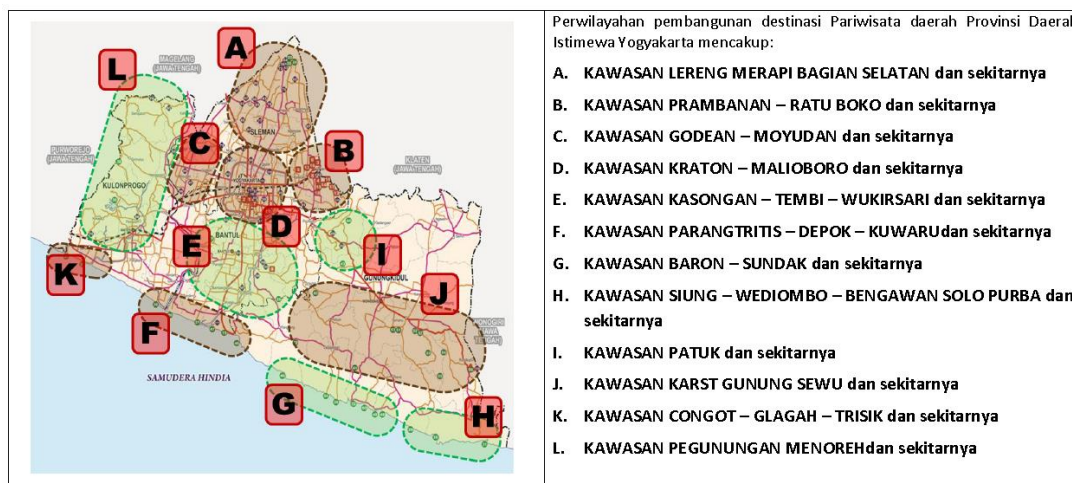 L
A
MAGELANG
(JAWA TENGAH)
C
SLEMAN
B
PURWOREJO
(JAWA TENGAH)
KLATEN
(JAWA TENGAH)
KULONPROGO
D
E
BANTUL
I
K
GUNUNGKIDUL
J
F
SAMUDERA HINDIA
G
H
Perwilayahan pembangunan destinasi Pariwisata daerah Provinsi Daerah
Istimewa Yogyakarta mencakup:
A. KAWASAN LERENG MERAPI BAGIAN SELATAN dan sekitarnya
B. KAWASAN PRAMBANAN – RATU BOKO dan sekitarnya
C. KAWASAN GODEAN – MOYUDAN dan sekitarnya
D. KAWASAN KRATON – MALIOBORO dan sekitarnya
E. KAWASAN KASONGAN – TEMBI – WUKIRSARI dan sekitarnya
F. KAWASAN PARANGTRITIS – DEPOK – KUWARUdan sekitarnya
G. KAWASAN BARON – SUNDAK dan sekitarnya
H. KAWASAN SIUNG – WEDIOMBO – BENGAWAN SOLO PURBA dan
sekitarnya
I. KAWASAN PATUK dan sekitarnya
J. KAWASAN KARST GUNUNG SEWU dan sekitarnya
K. KAWASAN CONGOT – GLAGAH – TRISIK dan sekitarnya
L. KAWASAN PEGUNUNGAN MENOREHdan sekitarnya